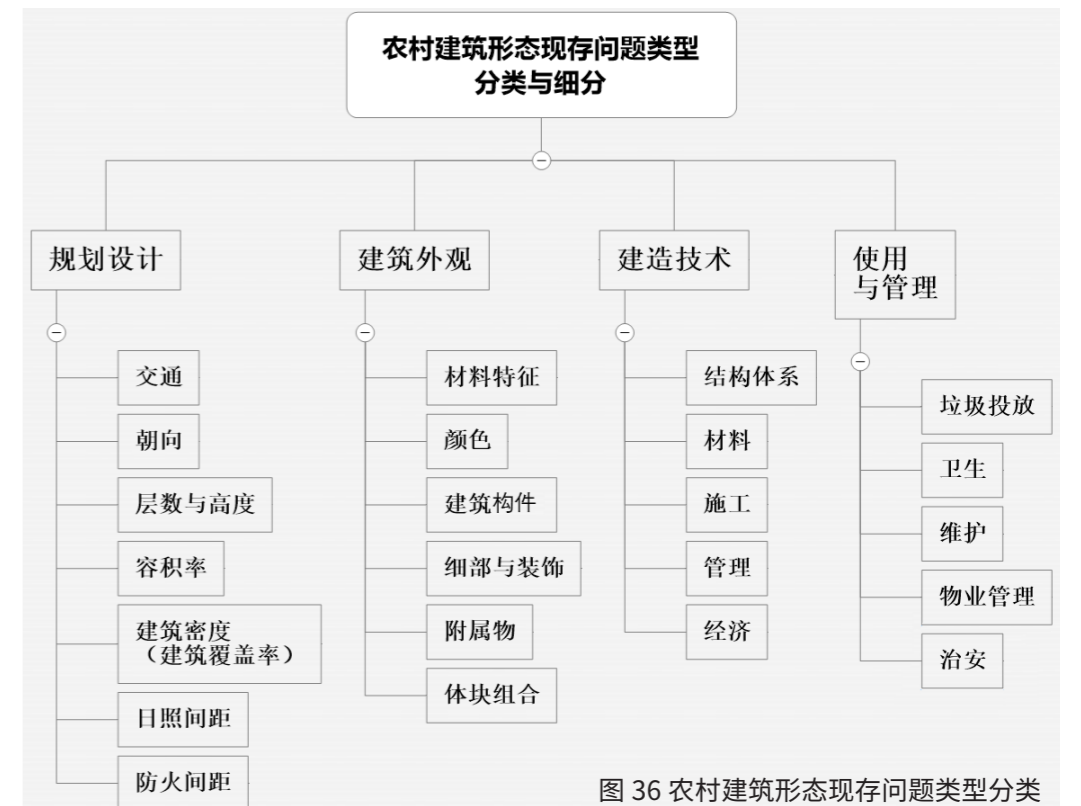 农村建筑形态现存问题类型
分类与细分
规划设计
交通
朝向
层数与高度
容积率
建筑密度
（建筑覆盖率）
日照间距
防火间距
建筑外观
材料特征
颜色
建筑构件
细部与装饰
附属物
体块组合
建造技术
结构体系
材料
施工
管理
经济
使用
与管理
垃圾投放
卫生
维护
物业管理
治安
图 36 农村建筑形态现存问题类型分类